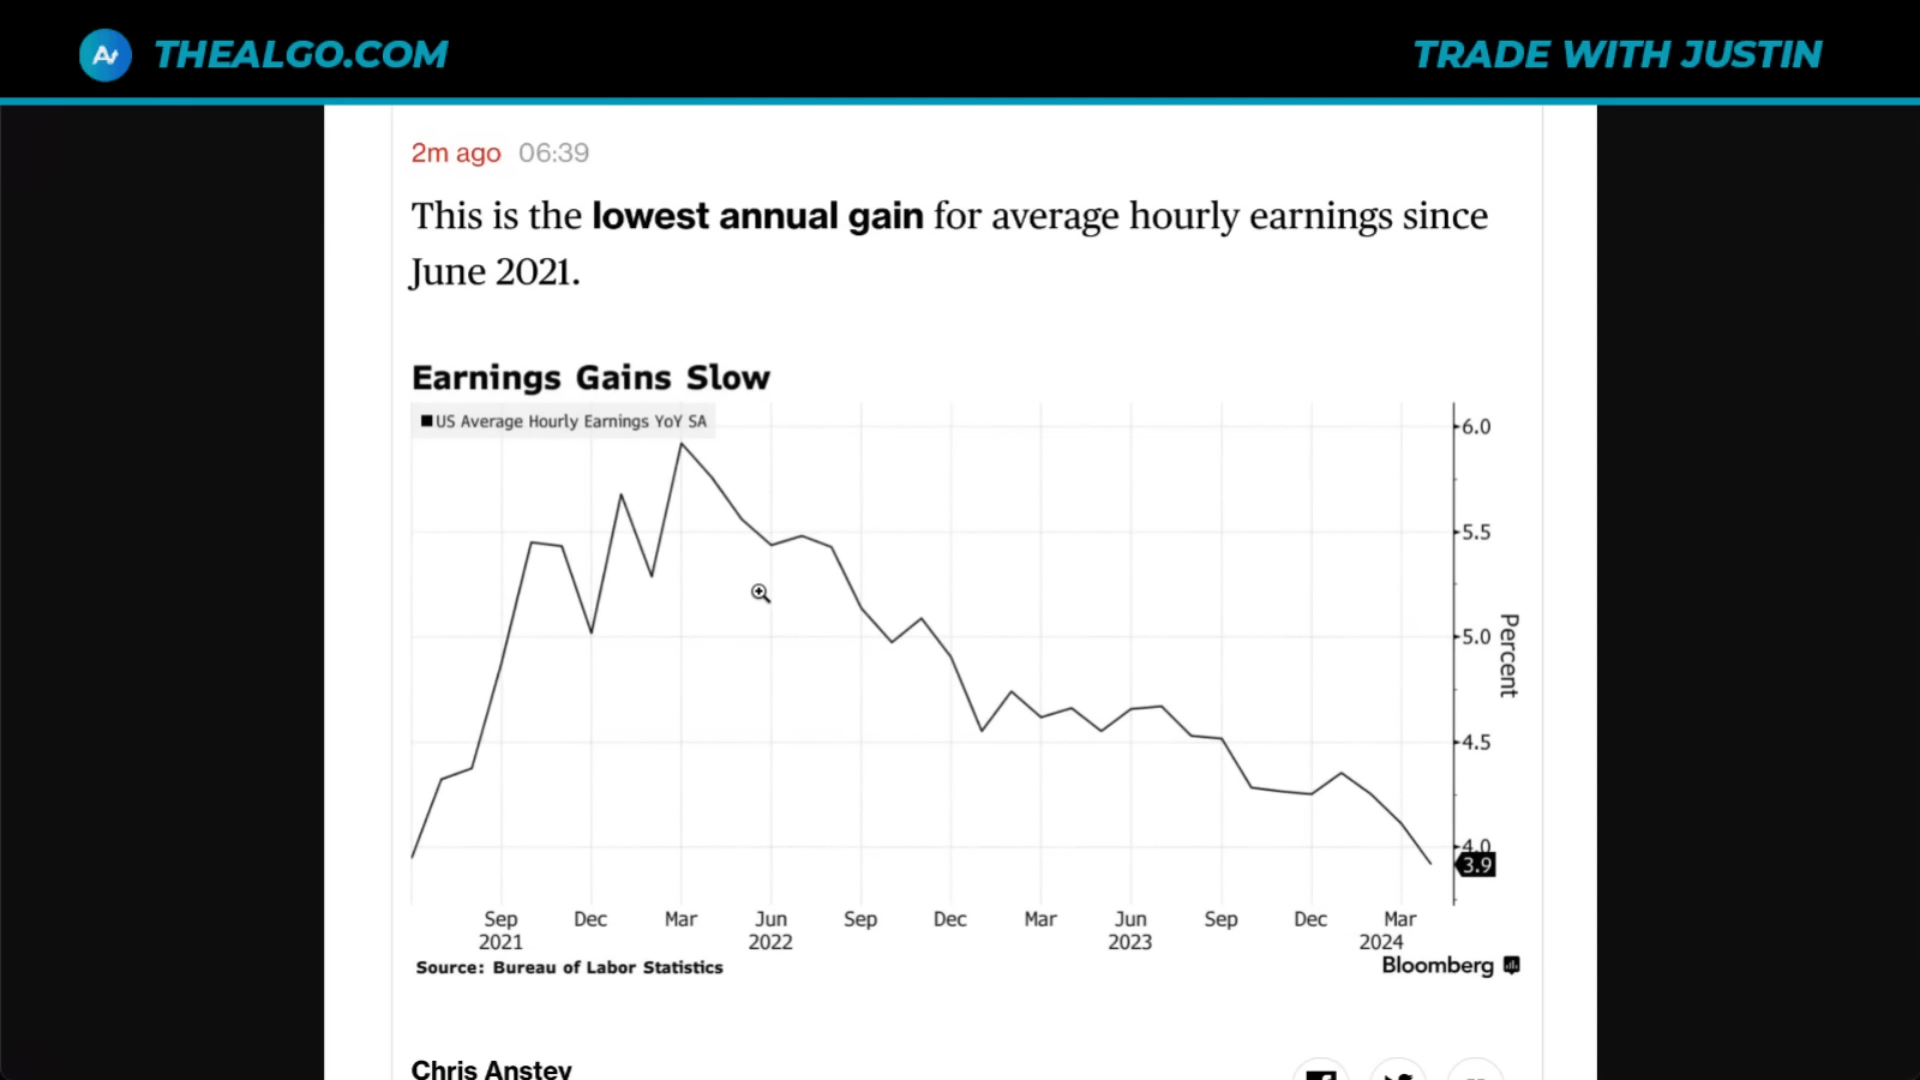 THEALGO.COM
TRADE WITH JUSTIN
2m ago 06:39
This is the lowest annual gain for average hourly earnings since
June 2021.
Earnings Gains Slow
US Average Hourly Earnings YoY SA
6.0
5.5
5.0
4.5
4.0
3.9
Percent
Sep Dec Mar Jun Sep Dec Mar Jun Sep Dec Mar
2021 2022 2023 2024
Source: Bureau of Labor Statistics
Bloomberg
Chris Anstey